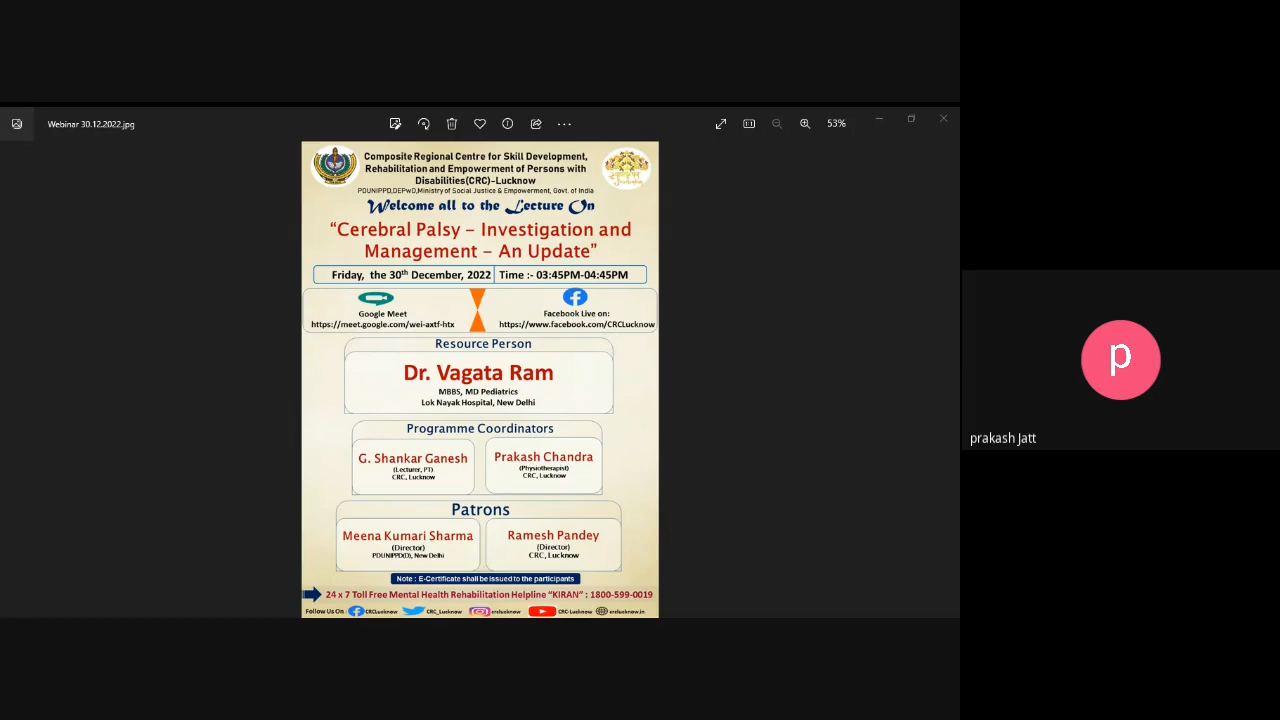 Webinar 30.12.2022.jpg
53%
Composite Regional Centre for Skill Development,
Rehabilitation and Empowerment of Persons with
Disabilities(CRC)-Lucknow
PDUNIPPD,DEPwD,Ministry of Social Justice & Empowerment, Govt. of India
Welcome all to the Lecture On
“Cerebral Palsy – Investigation and
Management – An Update”
Friday, the 30th December, 2022 Time :- 03:45PM-04:45PM
Google Meet
https://meet.google.com/wei-axtf-htx
Facebook Live on:
https://www.facebook.com/CRCLucknow
Resource Person
Dr. Vagata Ram
MBBS, MD Pediatrics
Lok Nayak Hospital, New Delhi
Programme Coordinators
G. Shankar Ganesh
(Lecturer, PT)
CRC, Lucknow
Prakash Chandra
(Physiotherapist)
CRC, Lucknow
Patrons
Meena Kumari Sharma
(Director)
PDUNIPPD(D), New Delhi
Ramesh Pandey
(Director)
CRC, Lucknow
Note : E-Certificate shall be issued to the participants
24 x 7 Toll Free Mental Health Rehabilitation Helpline "KIRAN" : 1800-599-0019
Follow Us On CRCLucknow CRC_Lucknow crclucknow CRC-Lucknow crclucknow.in
p
prakash Jatt